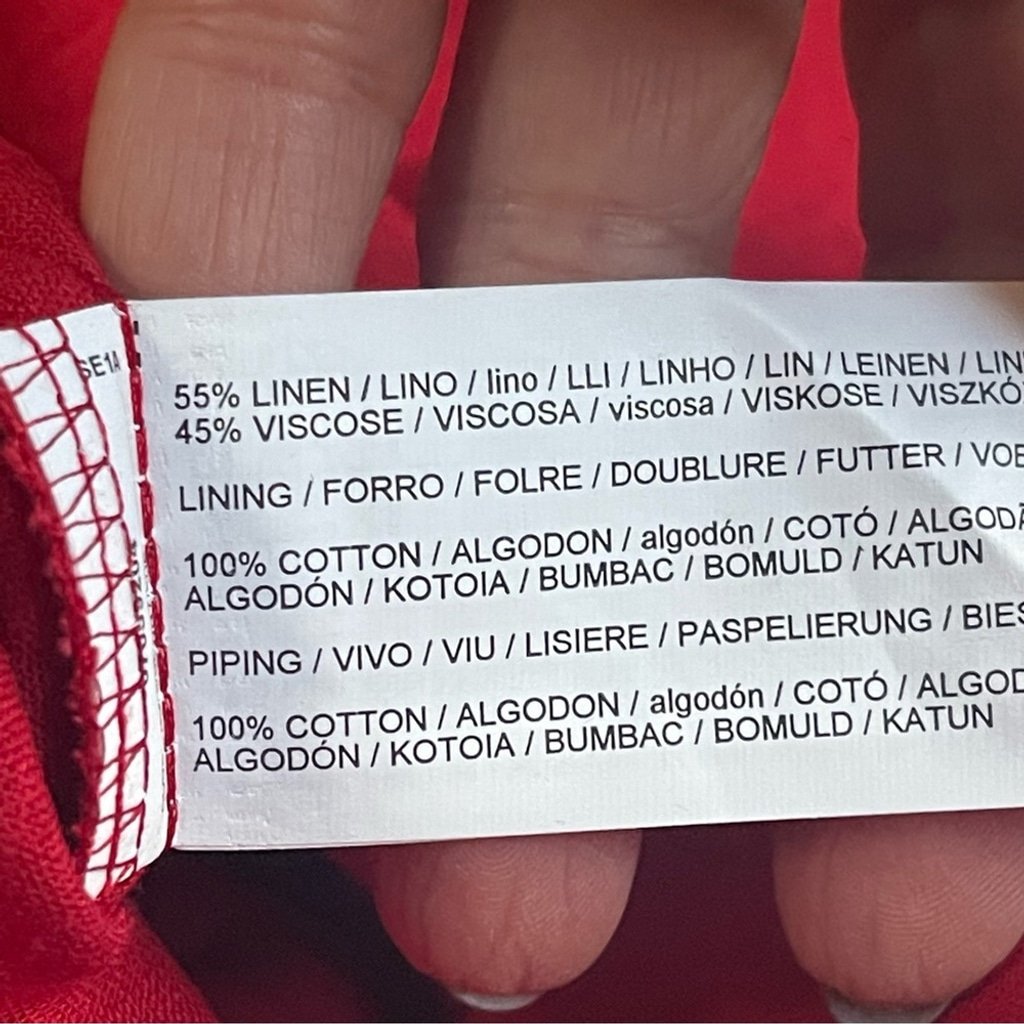 SE1A
55% LINEN / LINO / lino / LLI / LINHO / LIN / LEINEN /
45% VISCOSE / VISCOSA / viscosa / VISKOSE /
LINING / FORRO / FOLRE / DOUBLURE / FUTTER /
100% COTTON / ALGODON / algodón / COTÓ /
ALGODÓN / KOTOIA / BUMBAC / BOMULD / KATUN
PIPING / VIVO / VIU / LISIERE / PASPELIERUNG /
100% COTTON / ALGODON / algodón / COTÓ /
ALGODÓN / KOTOIA / BUMBAC / BOMULD / KATUN